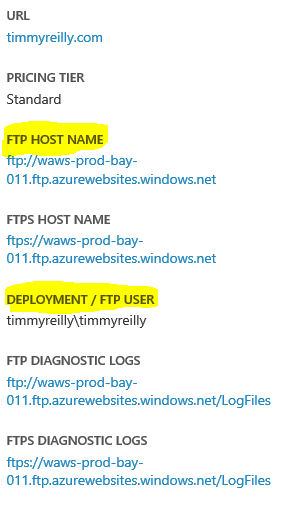 URL
timmyreilly.com
PRICING TIER
Standard
FTP HOST NAME
ftp://waws-prod-bay-
011.ftp.azurewebsites.windows.net
FTPS HOST NAME
ftps://waws-prod-bay-
011.ftp.azurewebsites.windows.net
DEPLOYMENT / FTP USER
timmyreilly\timmyreilly
FTP DIAGNOSTIC LOGS
ftp://waws-prod-bay-
011.ftp.azurewebsites.windows.net/LogFiles
FTPS DIAGNOSTIC LOGS
ftps://waws-prod-bay-
011.ftp.azurewebsites.windows.net/LogFiles